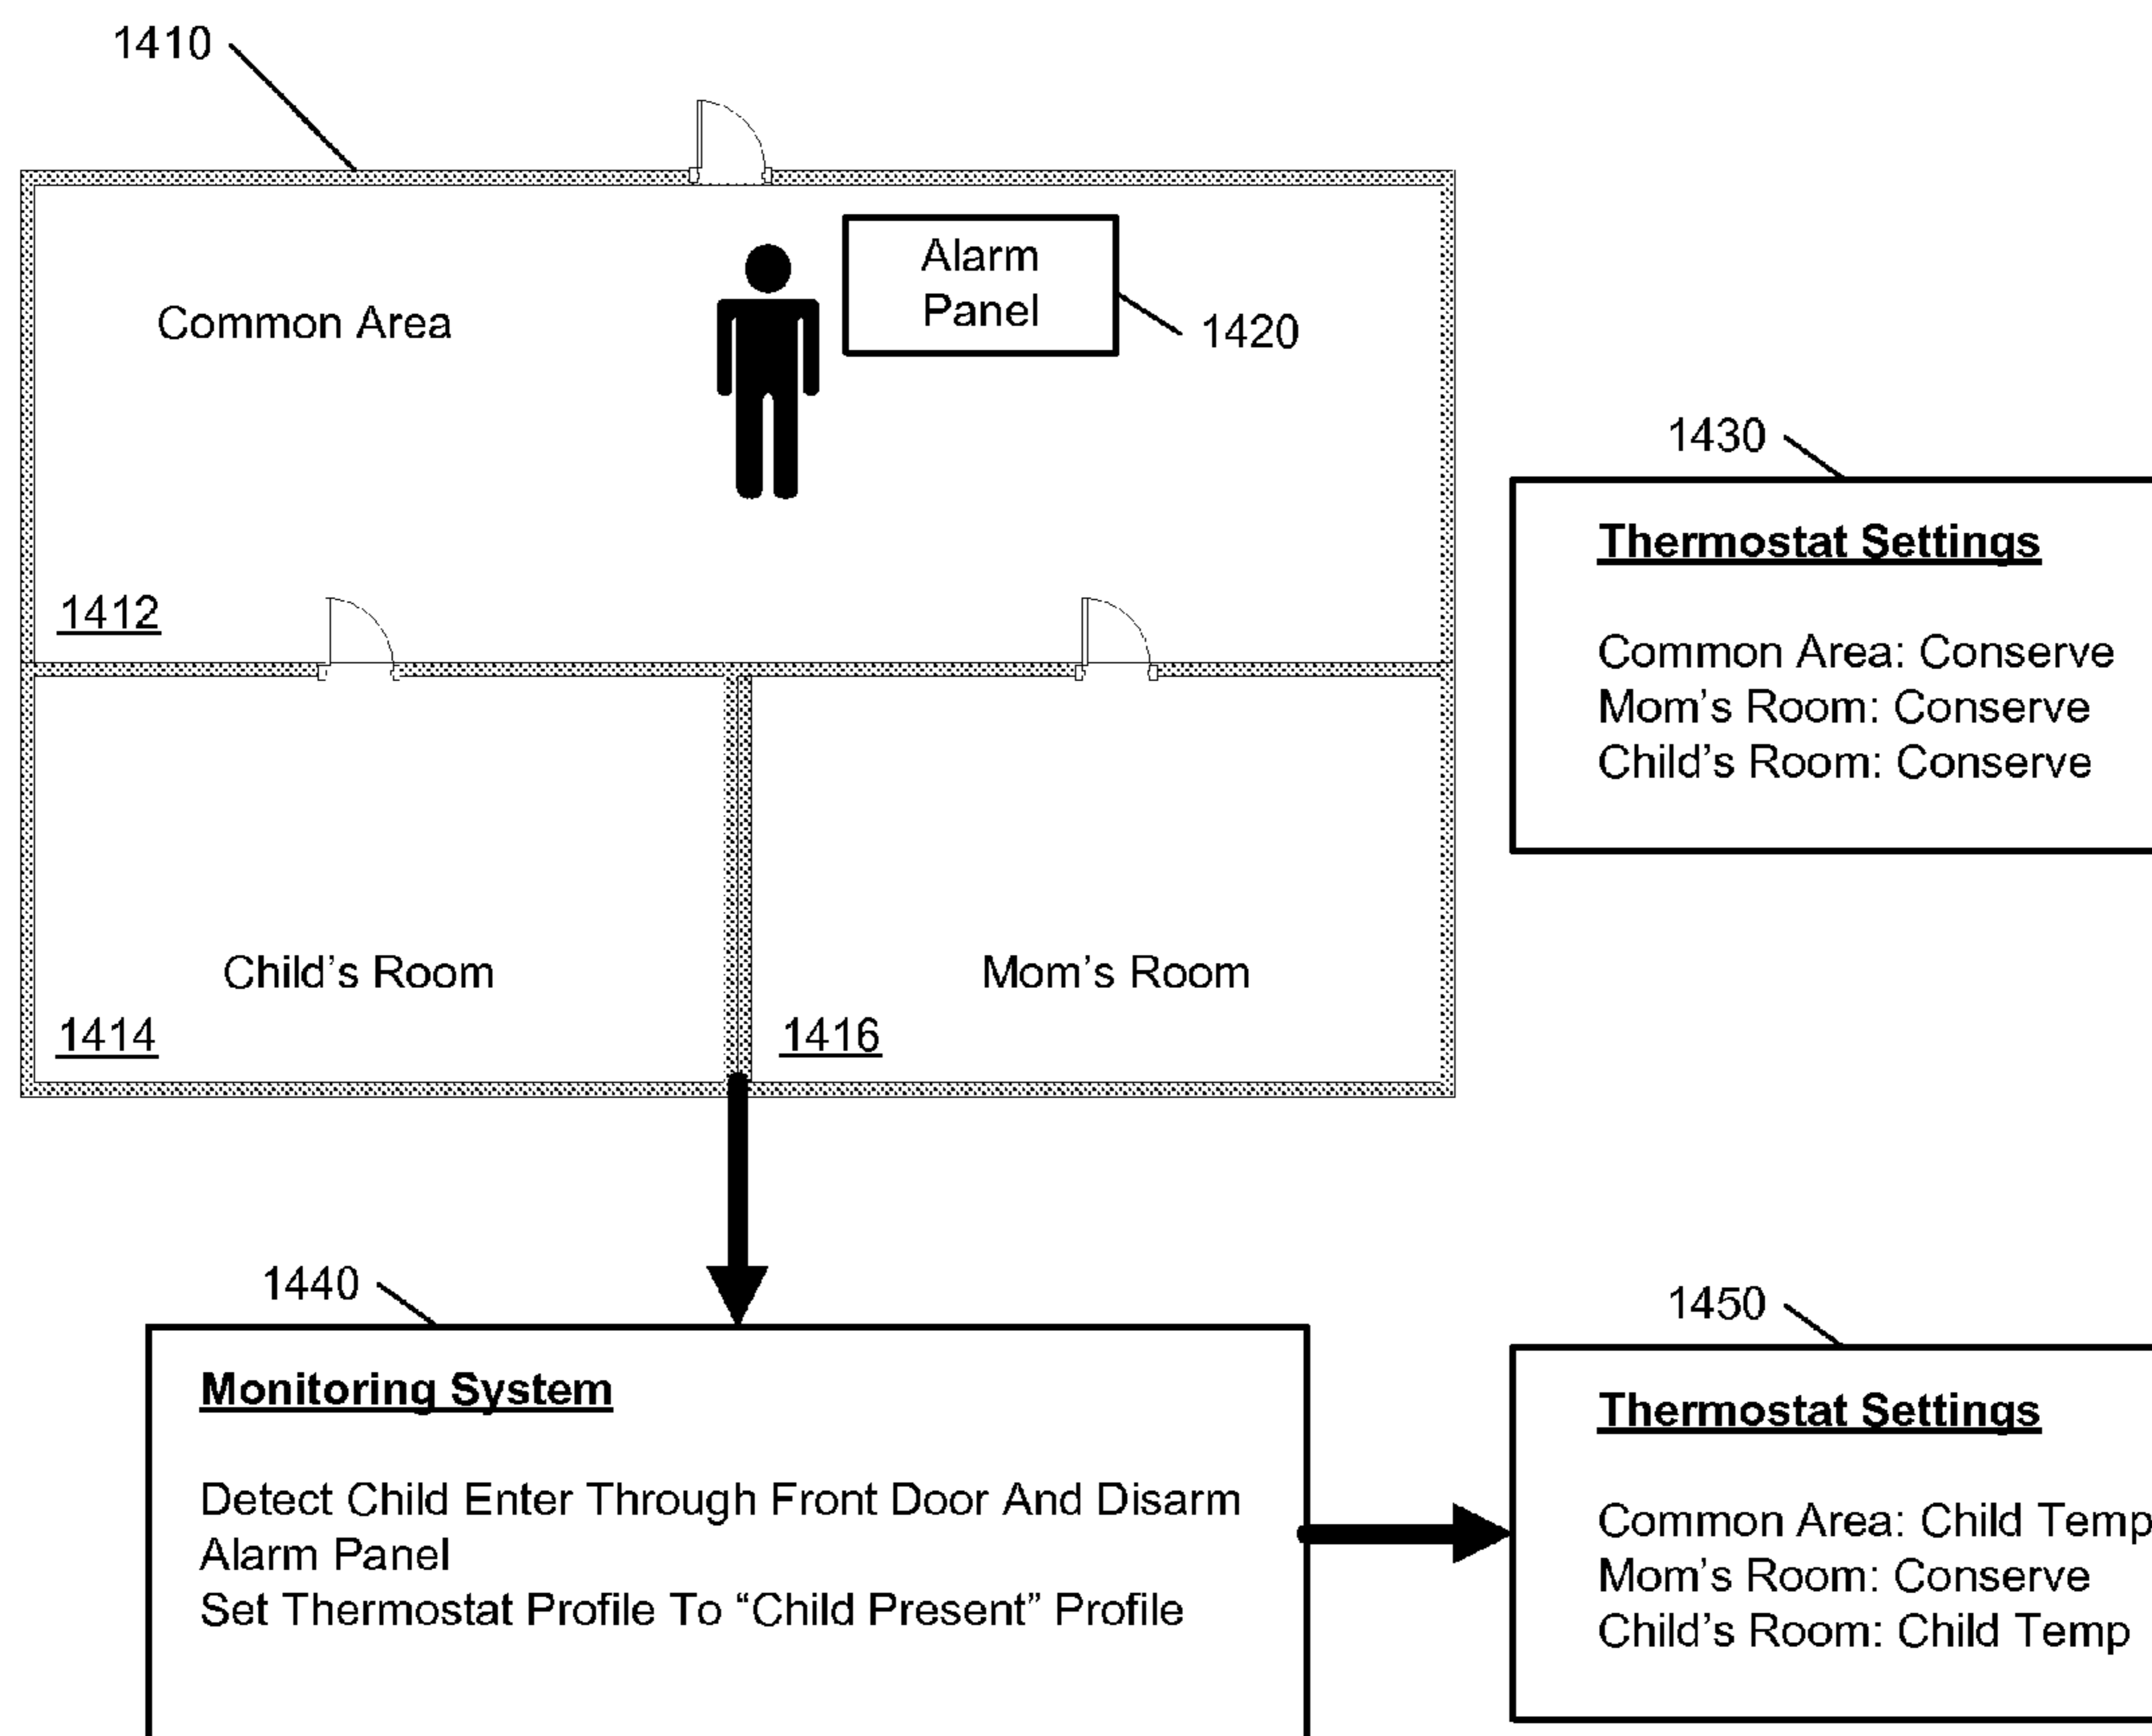 1410
Alarm
Panel
1420
Common Area
1412
1430
Thermostat Settings
Common Area: Conserve
Mom's Room: Conserve
Child's Room: Conserve
Child's Room
1414
Mom's Room
1416
1440
Monitoring System
Detect Child Enter Through Front Door And Disarm
Alarm Panel
Set Thermostat Profile To “Child Present” Profile
1450
Thermostat Settings
Common Area: Child Temp
Mom's Room: Conserve
Child's Room: Child Temp